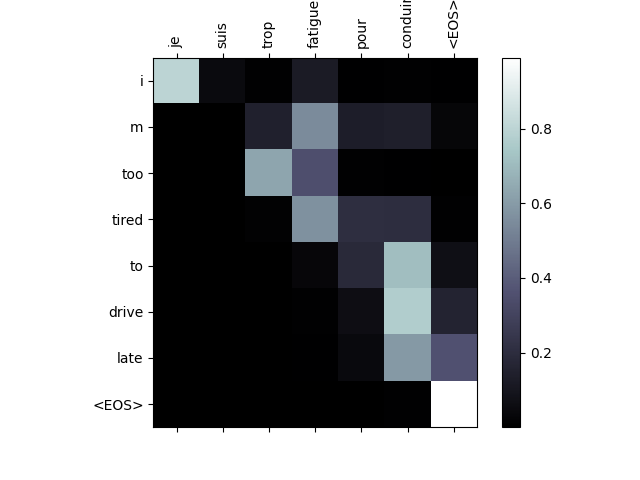 je suis trop fatigue pour conduir <EOS>
i
m
too
tired
to
drive
late
<EOS>
0.8
0.6
0.4
0.2